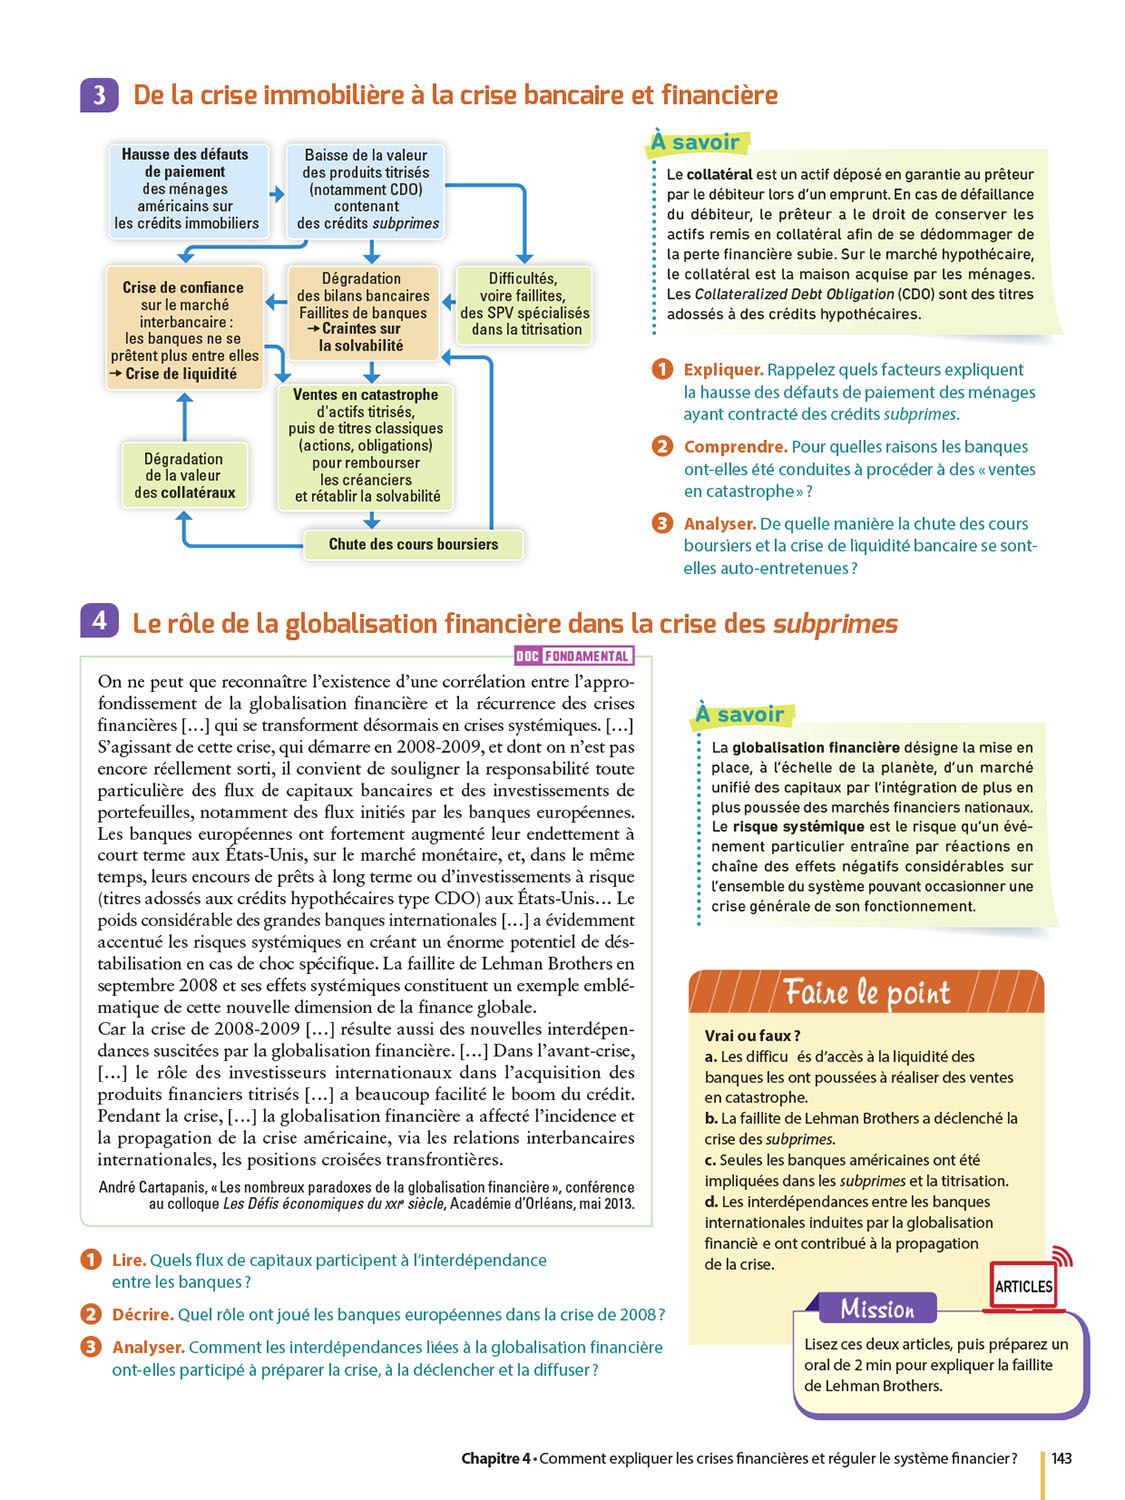 3 De la crise immobilière à la crise bancaire et financière
Hausse des défauts
de paiement
des ménages
américains sur
les crédits immobiliers
Baisse de la valeur
des produits titrisés
(notamment CDO)
contenant
des crédits subprimes
Crise de confiance
sur le marché
interbancaire :
les banques ne se
prêtent plus entre elles
→ Crise de liquidité
Dégradation
des bilans bancaires
Faillites de banques
→ Craintes sur
la solvabilité
Difficultés,
voire faillites,
des SPV spécialisés
dans la titrisation
Ventes en catastrophe
d'actifs titrisés,
puis de titres classiques
(actions, obligations)
pour rembourser
les créanciers
et rétablir la solvabilité
Dégradation
de la valeur
des collatéraux
Chute des cours boursiers
À savoir
Le collatéral est un actif déposé en garantie au prêteur
par le débiteur lors d'un emprunt. En cas de défaillance
du débiteur, le prêteur a le droit de conserver les
actifs remis en collatéral afin de se dédommager de
la perte financière subie. Sur le marché hypothécaire,
le collatéral est la maison acquise par les ménages.
Les Collateralized Debt Obligation (CDO) sont des titres
adossés à des crédits hypothécaires.
1 Expliquer. Rappelez quels facteurs expliquent
la hausse des défauts de paiement des ménages
ayant contracté des crédits subprimes.
2 Comprendre. Pour quelles raisons les banques
ont-elles été conduites à procéder à des « ventes
en catastrophe » ?
3 Analyser. De quelle manière la chute des cours
boursiers et la crise de liquidité bancaire se sont-
elles auto-entretenues ?
4 Le rôle de la globalisation financière dans la crise des subprimes
DOC FONDAMENTAL
On ne peut que reconnaître l'existence d'une corrélation entre l'appro-
fondissement de la globalisation financière et la récurrence des crises
financières [...] qui se transforment désormais en crises systémiques. [...]
S'agissant de cette crise, qui démarre en 2008-2009, et dont on n'est pas
encore réellement sorti, il convient de souligner la responsabilité toute
particulière des flux de capitaux bancaires et des investissements de
portefeuilles, notamment des flux initiés par les banques européennes.
Les banques européennes ont fortement augmenté leur endettement à
court terme aux États-Unis, sur le marché monétaire, et, dans le même
temps, leurs encours de prêts à long terme ou d'investissements à risque
(titres adossés aux crédits hypothécaires type CDO) aux États-Unis... Le
poids considérable des grandes banques internationales [...] a évidemment
accentué les risques systémiques en créant un énorme potentiel de dés-
tabilisation en cas de choc spécifique. La faillite de Lehman Brothers en
septembre 2008 et ses effets systémiques constituent un exemple emblé-
matique de cette nouvelle dimension de la finance globale.
Car la crise de 2008-2009 [...] résulte aussi des nouvelles interdépen-
dances suscitées par la globalisation financière. [...] Dans l'avant-crise,
[...] le rôle des investisseurs internationaux dans l'acquisition des
produits financiers titrisés [...] a beaucoup facilité le boom du crédit.
Pendant la crise, [...] la globalisation financière a affecté l'incidence et
la propagation de la crise américaine, via les relations interbancaires
internationales, les positions croisées transfrontières.
André Cartapanis, « Les nombreux paradoxes de la globalisation financière », conférence
au colloque Les Défis économiques du XXIe siècle, Académie d'Orléans, mai 2013.
1 Lire. Quels flux de capitaux participent à l'interdépendance
entre les banques ?
2 Décrire. Quel rôle ont joué les banques européennes dans la crise de 2008 ?
3 Analyser. Comment les interdépendances liées à la globalisation financière
ont-elles participé à préparer la crise, à la déclencher et la diffuser ?
À savoir
La globalisation financière désigne la mise en
place, à l'échelle de la planète, d'un marché
unifié des capitaux par l'intégration de plus en
plus poussée des marchés financiers nationaux.
Le risque systémique est le risque qu'un évé-
nement particulier entraîne par réactions en
chaîne des effets négatifs considérables sur
l'ensemble du système pouvant occasionner une
crise générale de son fonctionnement.
Faire le point
Vrai ou faux ?
a. Les difficu és d'accès à la liquidité des
banques les ont poussées à réaliser des ventes
en catastrophe.
b. La faillite de Lehman Brothers a déclenché la
crise des subprimes.
c. Seules les banques américaines ont été
impliquées dans les subprimes et la titrisation.
d. Les interdépendances entre les banques
internationales induites par la globalisation
financiè e ont contribué à la propagation
de la crise.
ARTICLES
Mission
Lisez ces deux articles, puis préparez un
oral de 2 min pour expliquer la faillite
de Lehman Brothers.
Chapitre 4 • Comment expliquer les crises financières et réguler le système financier ? 143